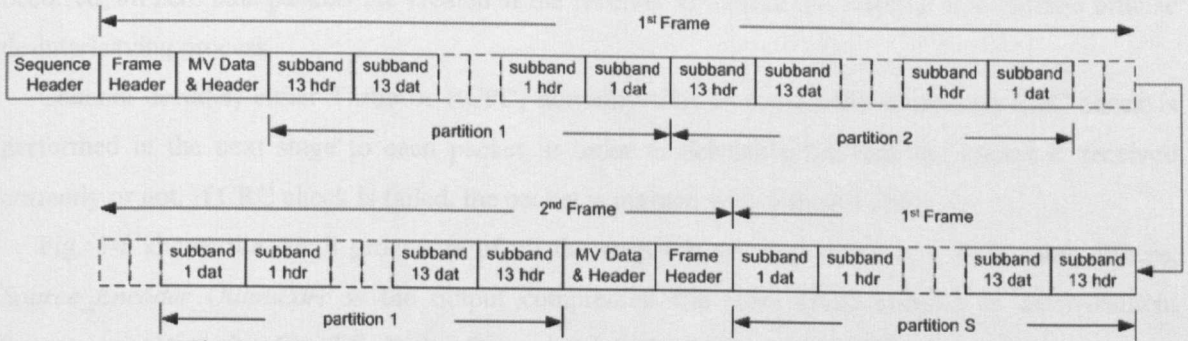 1st Frame
Sequence Header
Frame Header
MV Data & Header
subband 13 hdr
subband 13 dat
subband 1 hdr
subband 1 dat
subband 13 hdr
subband 13 dat
subband 1 hdr
subband 1 dat
partition 1
partition 2
2nd Frame
1st Frame
subband 1 dat
subband 1 hdr
subband 13 dat
subband 13 hdr
MV Data & Header
Frame Header
subband 1 dat
subband 1 hdr
subband 13 dat
subband 13 hdr
partition 1
partition S